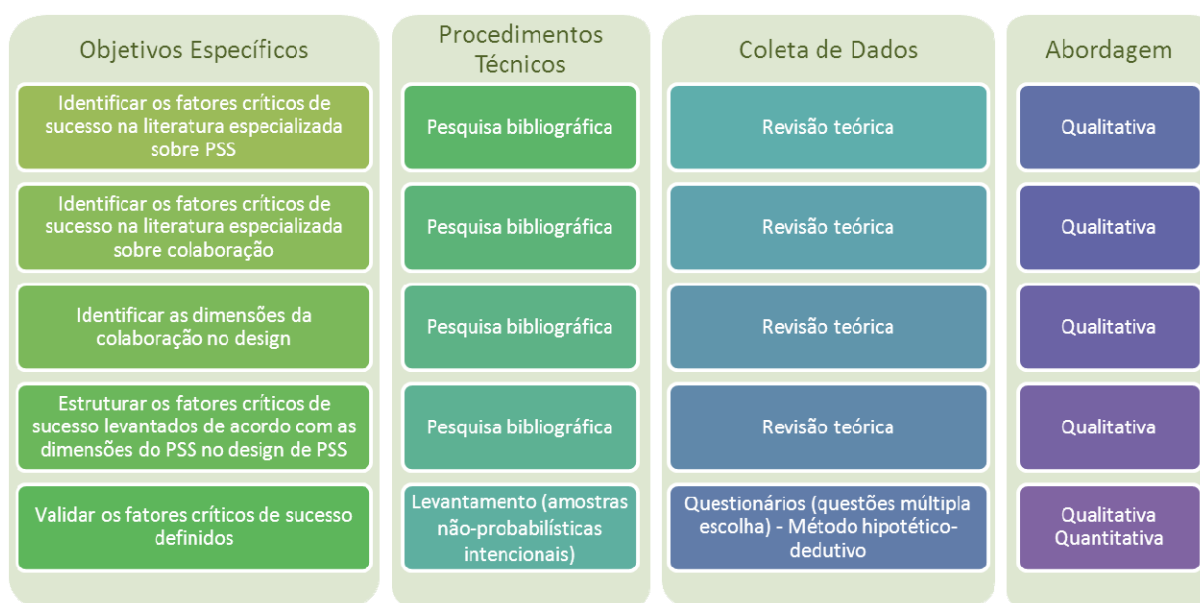 Objetivos Específicos
Procedimentos
Técnicos
Coleta de Dados
Abordagem
Identificar os fatores críticos de
sucesso na literatura especializada
sobre PSS
Pesquisa bibliográfica
Revisão teórica
Qualitativa
Identificar os fatores críticos de
sucesso na literatura especializada
sobre colaboração
Pesquisa bibliográfica
Revisão teórica
Qualitativa
Identificar as dimensões da
colaboração no design
Pesquisa bibliográfica
Revisão teórica
Qualitativa
Estruturar os fatores críticos de
sucesso levantados de acordo com as
dimensões do PSS no design de PSS
Pesquisa bibliográfica
Revisão teórica
Qualitativa
Validar os fatores críticos de sucesso
definidos
Levantamento (amostras
não-probabilísticas
intencionais)
Questionários (questões múltipla
escolha) - Método hipotético-
dedutivo
Qualitativa
Quantitativa